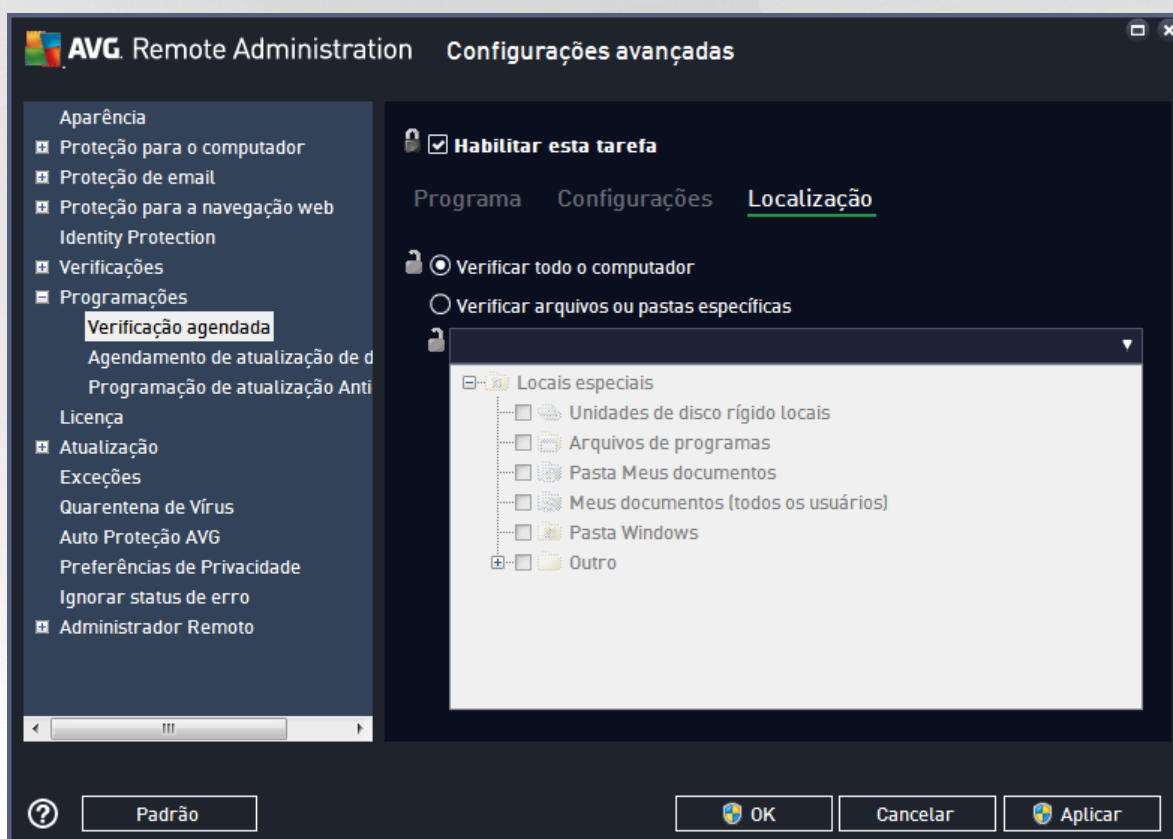 AVG. Remote Administration
Configurações avançadas
Aparência
Proteção para o computador
Proteção de email
Proteção para a navegação web
Identity Protection
Verificações
Programações
Verificação agendada
Agendamento de atualização de d
Programação de atualização Anti
Licença
Atualização
Exceções
Quarentena de Vírus
Auto Proteção AVG
Preferências de Privacidade
Ignorar status de erro
Administrador Remoto
Habilitar esta tarefa
Programa Configurações Localização
Verificar todo o computador
Verificar arquivos ou pastas específicas
Locais especiais
Unidades de disco rígido locais
Arquivos de programas
Pasta Meus documentos
Meus documentos (todos os usuários)
Pasta Windows
Outro
Padrão
OK
Cancelar
Aplicar